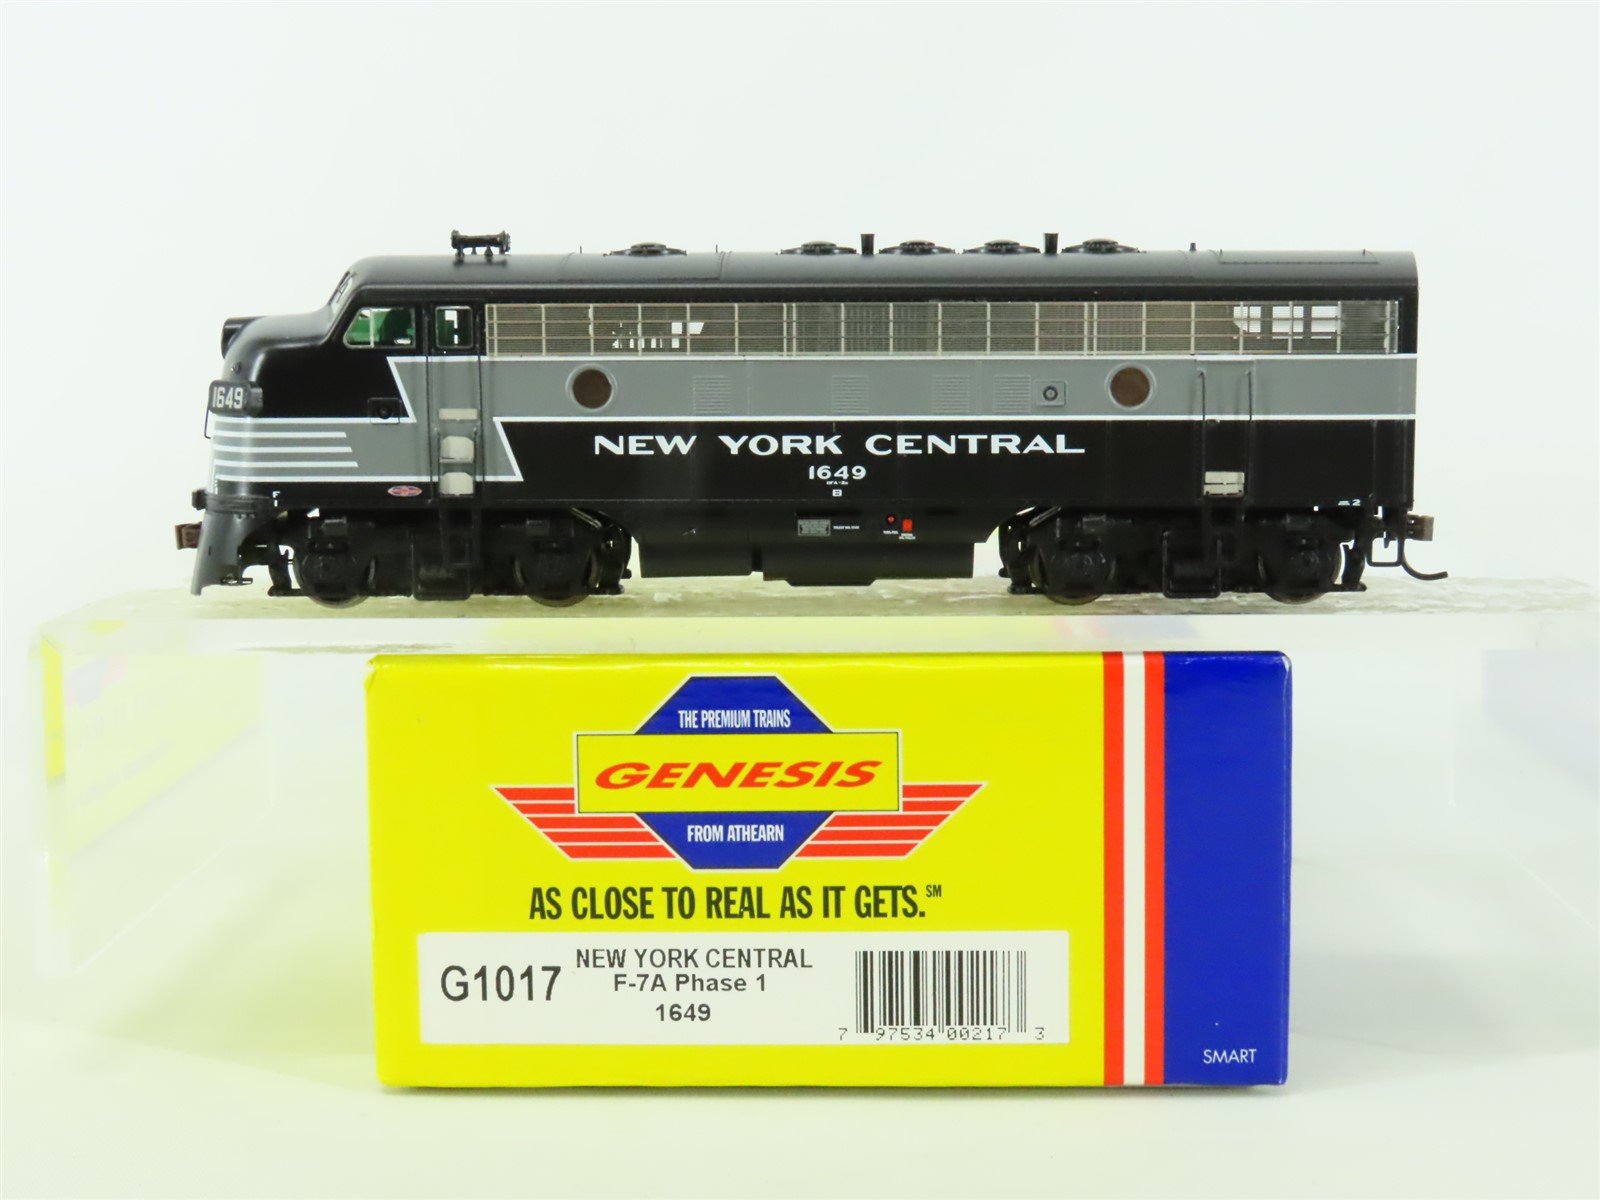 1649
NEW YORK CENTRAL
1649
F
2
THE PREMIUM TRAINS
GENESIS
FROM ATHEARN
AS CLOSE TO REAL AS IT GETS.℠
G1017
NEW YORK CENTRAL
F-7A Phase 1
1649
7 97534 00217 3
SMART